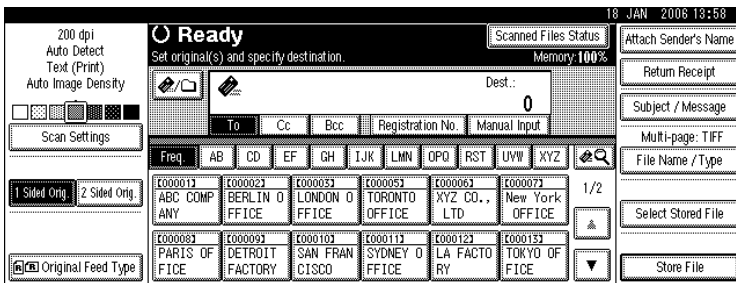 18 JAN 2006 13:58
200 dpi
Auto Detect
Text (Print)
Auto Image Density
Scan Settings
1 Sided Orig.
2 Sided Orig.
Original Feed Type
Ready
Scanned Files Status
Set original(s) and specify destination.
Memory:100%
Dest.:
0
To
Cc
Bcc
Registration No.
Manual Input
Freq.
AB
CD
EF
GH
IJK
LMN
OPQ
RST
UVW
XYZ
[00001]
ABC COMP
ANY
[00002]
BERLIN O
FFICE
[00003]
LONDON O
FFICE
[00005]
TORONTO
OFFICE
[00006]
XYZ CO.,
LTD
[00007]
New York
OFFICE
1/2
[00008]
PARIS OF
FICE
[00009]
DETROIT
FACTORY
[00010]
SAN FRAN
CISCO
[00011]
SYDNEY O
FFICE
[00012]
LA FACTO
RY
[00013]
TOKYO OF
FICE
Attach Sender's Name
Return Receipt
Subject / Message
Multi-page: TIFF
File Name / Type
Select Stored File
Store File